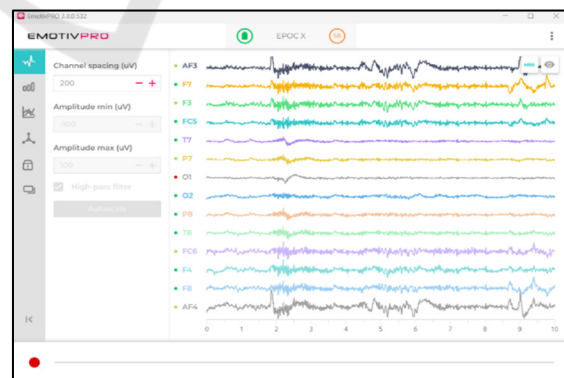 EmotivPRO 3.8.0.532
EMOTIVPRO
EPOC X
Channel spacing (uV)
200
Amplitude min (uV)
-100
Amplitude max (uV)
100
High-pass filter
Autoscale
AF3
F7
F3
FC5
T7
P7
O1
O2
P8
T8
FC6
F4
F8
AF4
0 1 2 3 4 5 6 7 8 9 10